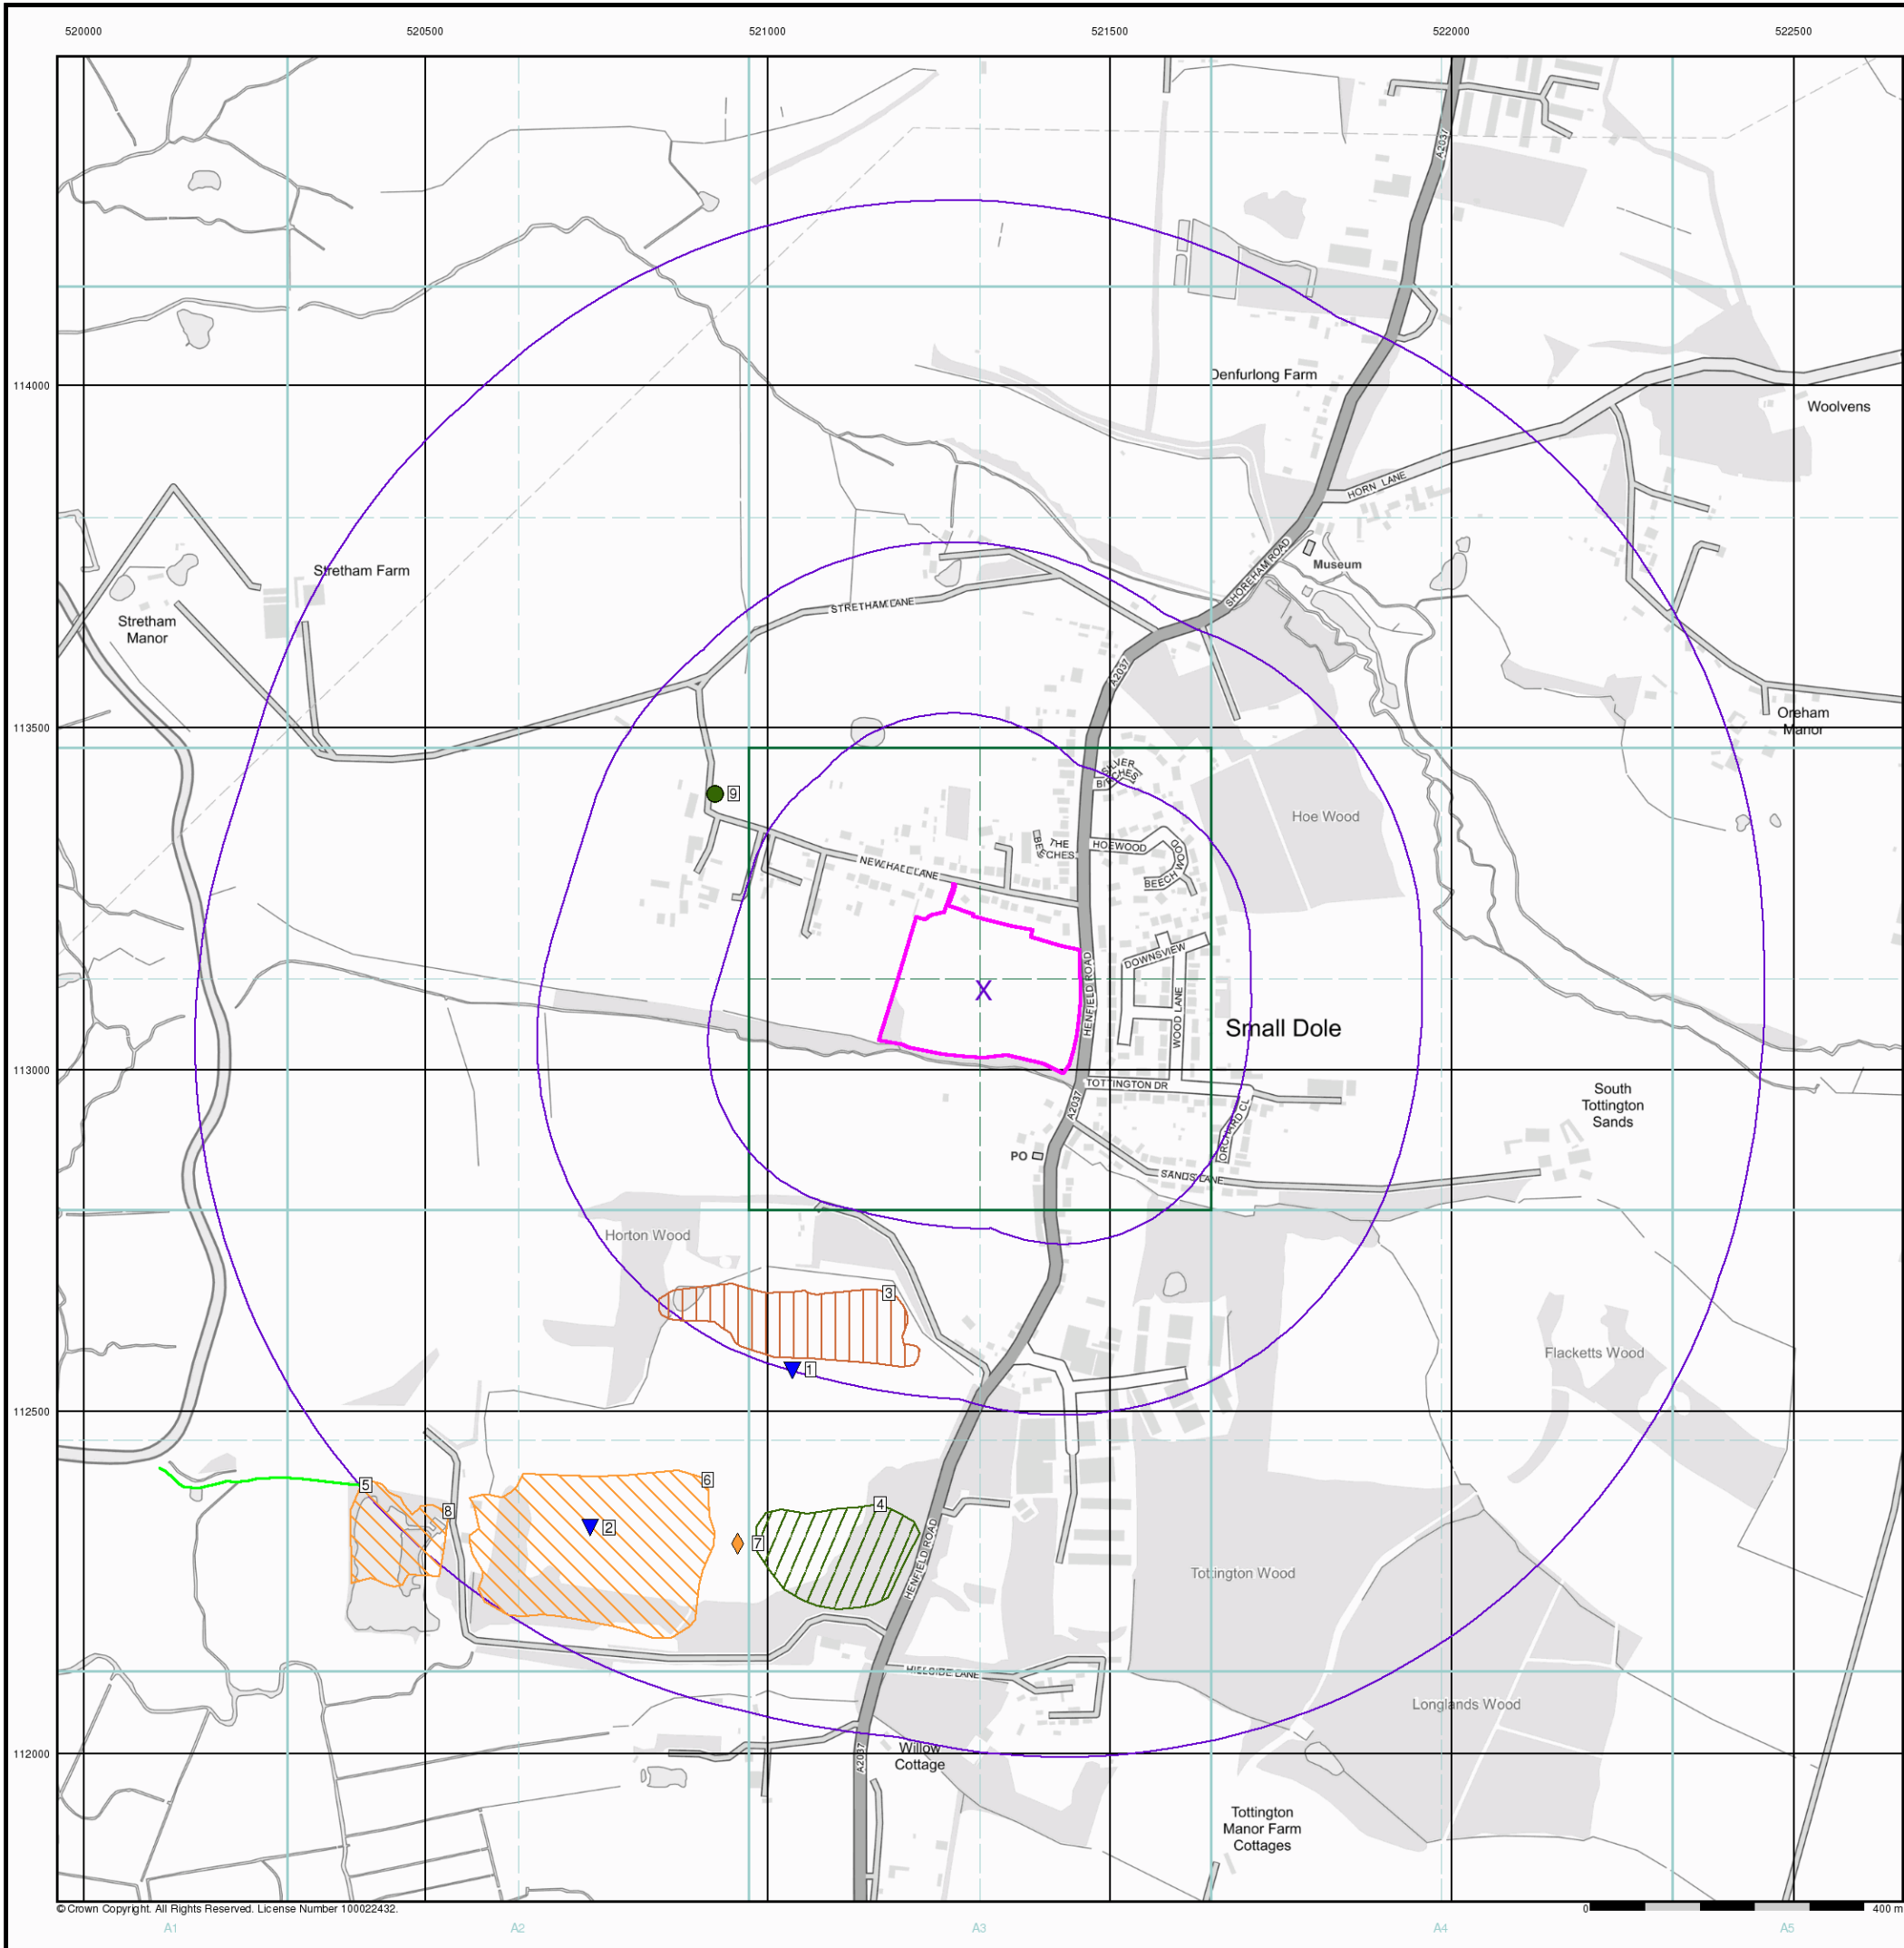 520000 520500 521000 521500 522000 522500
A2037
114000
Denfurlong Farm
Woolvens
HORN LANE
SHOREHAM ROAD
Museum
Stretham Farm
STRETHAM LANE
Stretham
Manor
A2037
113500
Oreham
Manor
SILVER
BIRCHES
9
Hoe Wood
THE
BEECHES
HOEWOOD
BEECH WOOD
NEWHALL LANE
DOWNSVIEW
HENFIELD ROAD
WOOD LANE
X
Small Dole
113000
TOTTINGTON DR
A2037
ORCHARD CL
South
Tottington
Sands
PO
SANDS LANE
Horton Wood
3
1
Flacketts Wood
112500
5
6
8
4
2
7
HENFIELD ROAD
Tottington Wood
HILLSIDE LANE
Longlands Wood
112000
A2037
Willow
Cottage
Tottington
Manor Farm
Cottages
© Crown Copyright. All Rights Reserved. License Number 100022432.
0 400 m
A1 A2 A3 A4 A5